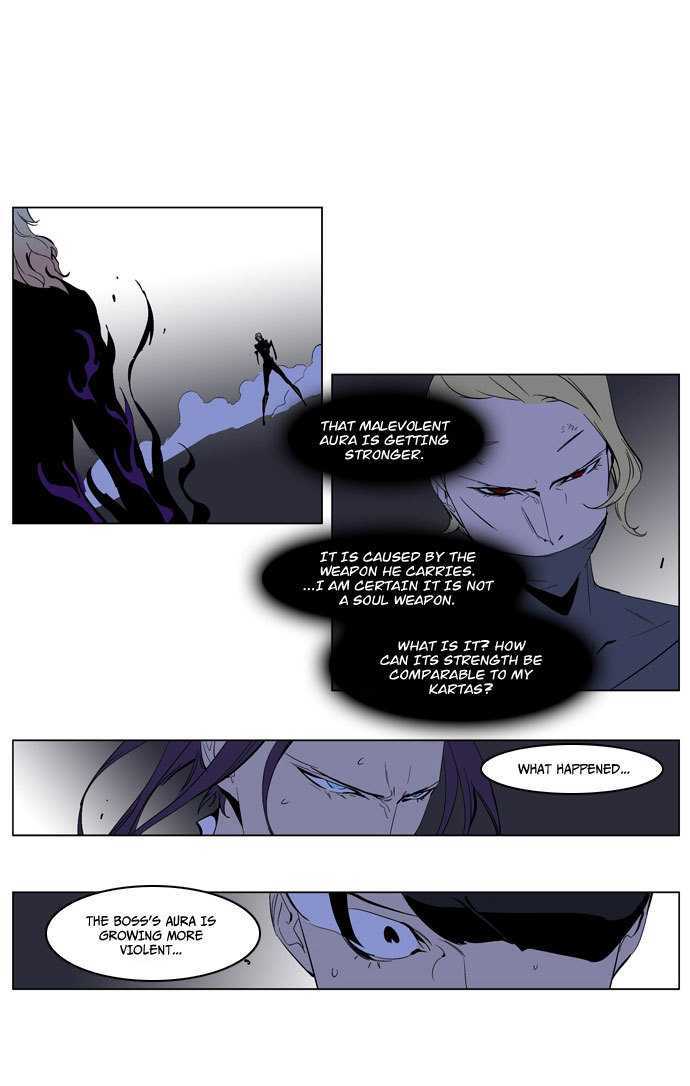 THAT MALEVOLENT
AURA IS GETTING
STRONGER.
IT IS CAUSED BY THE
WEAPON HE CARRIES.
...I AM CERTAIN IT IS NOT
A SOUL WEAPON.
WHAT IS IT? HOW
CAN ITS STRENGTH BE
COMPARABLE TO MY
KARTAS?
WHAT HAPPENED...
THE BOSS'S AURA IS
GROWING MORE
VIOLENT...